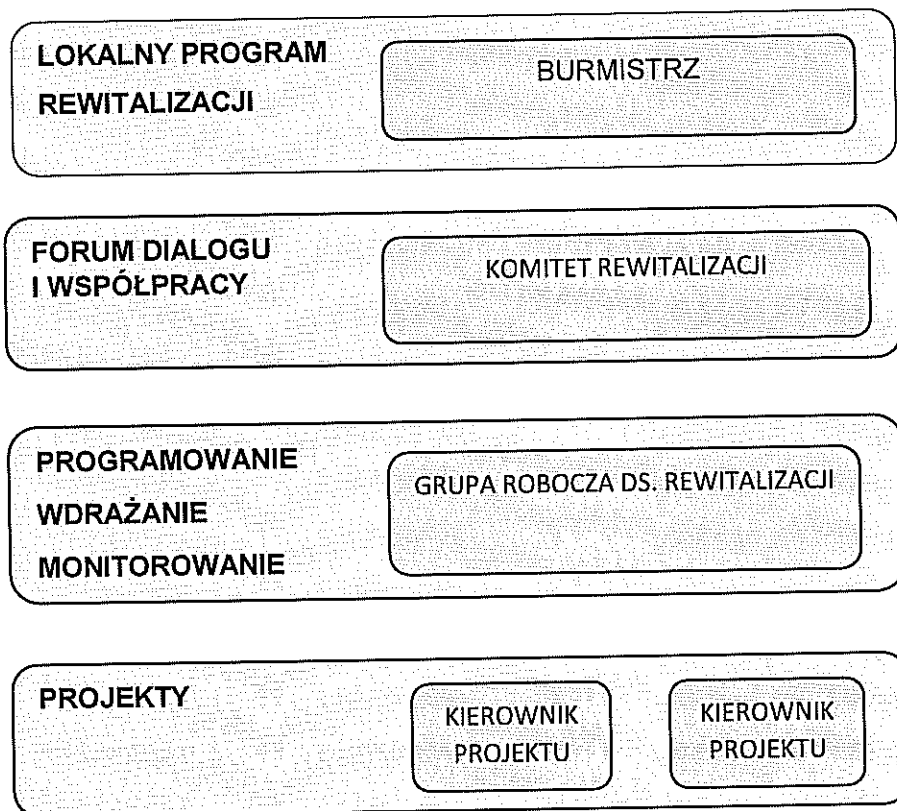 LOKALNY PROGRAM
REWITALIZACJI
BURMISTRZ
FORUM DIALOGU
I WSPÓŁPRACY
KOMITET REWITALIZACJI
PROGRAMOWANIE
WDRAŻANIE
MONITOROWANIE
GRUPA ROBOCZA DS. REWITALIZACJI
PROJEKTY
KIEROWNIK
PROJEKTU
KIEROWNIK
PROJEKTU